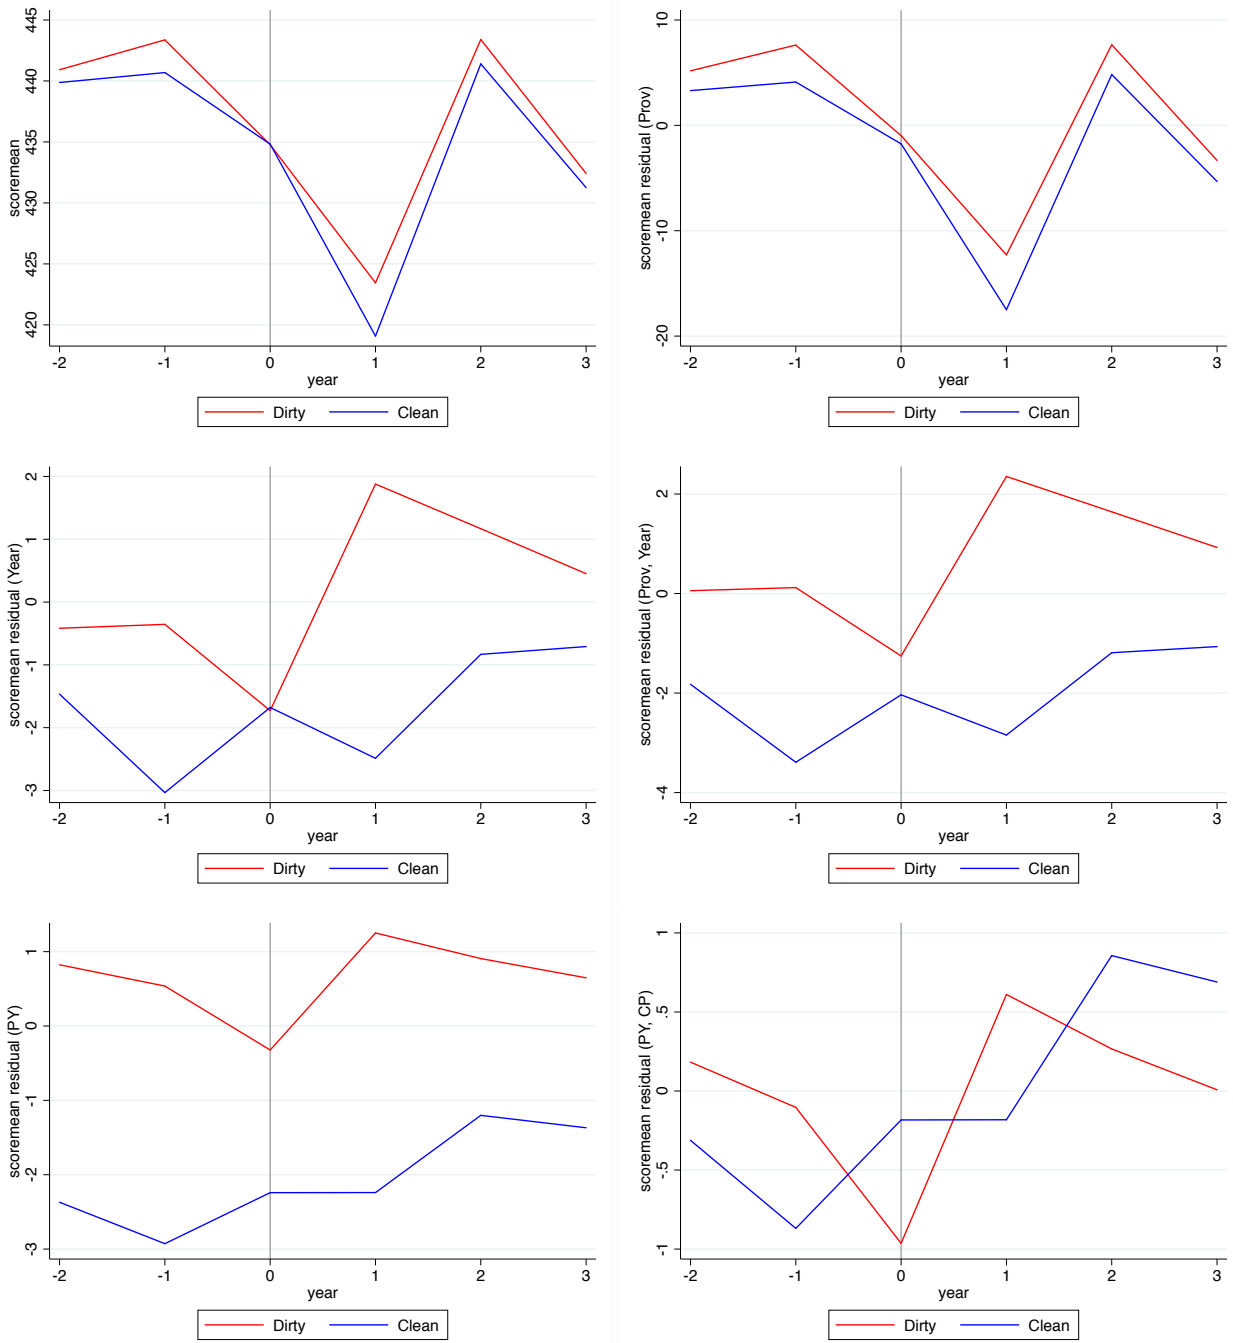 scoremean
445
440
435
430
425
420
-2 -1 0 1 2 3
year
Dirty Clean
scoremean residual (Prov)
10
0
-10
-20
-2 -1 0 1 2 3
year
Dirty Clean
scoremean residual (Year)
2
1
0
-1
-2
-3
-2 -1 0 1 2 3
year
Dirty Clean
scoremean residual (Prov, Year)
2
0
-2
-4
-2 -1 0 1 2 3
year
Dirty Clean
scoremean residual (PY)
1
0
-1
-2
-3
-2 -1 0 1 2 3
year
Dirty Clean
scoremean residual (PY, CP)
1
.5
0
-.5
-1
-2 -1 0 1 2 3
year
Dirty Clean